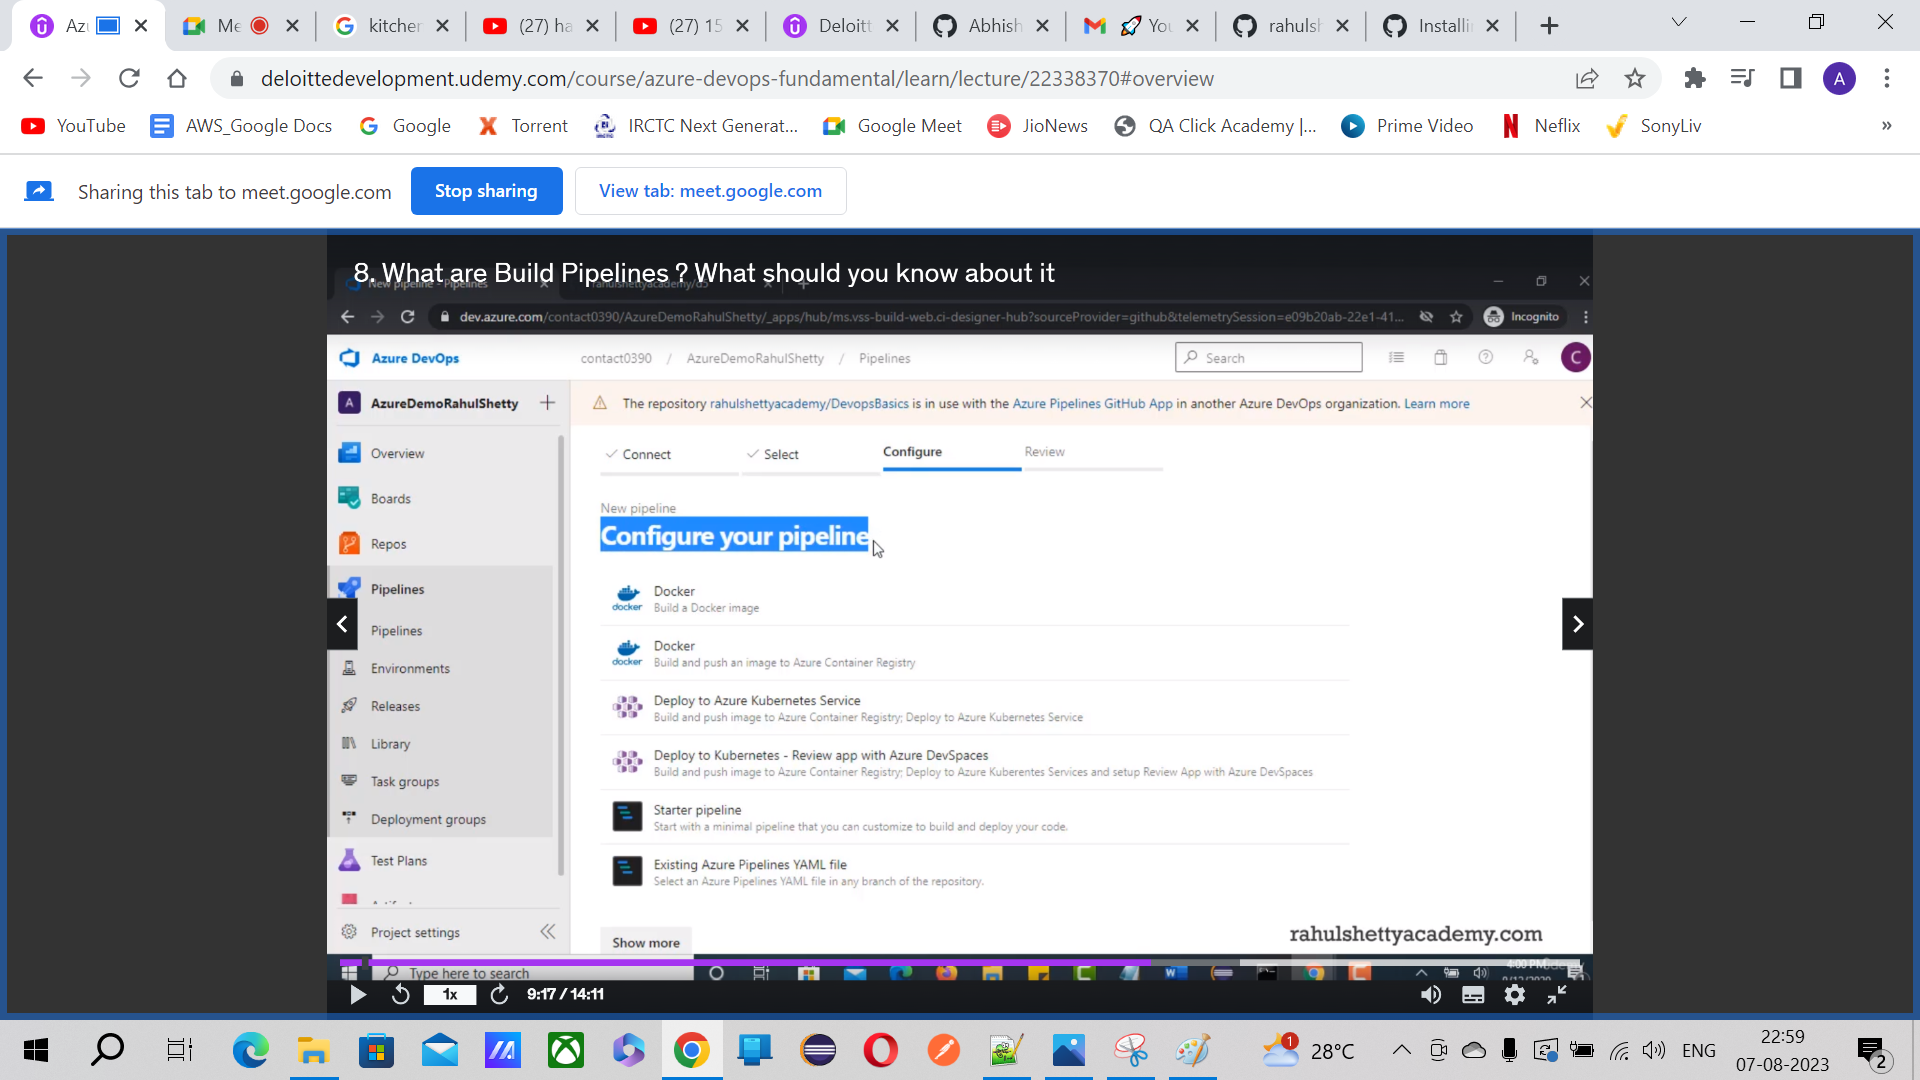 Az
Me
kitcher
(27) ha
(27) 15
Deloitt
Abhish
You
rahulsh
Installi
deloittedevelopment.udemy.com/course/azure-devops-fundamental/learn/lecture/22338370#overview
A
YouTube
AWS_Google Docs
Google
Torrent
IRCTC Next Generat...
Google Meet
JioNews
QA Click Academy |...
Prime Video
Neflix
SonyLiv
»
Sharing this tab to meet.google.com
Stop sharing
View tab: meet.google.com
8. What are Build Pipelines ? What should you know about it
New pipeline - Pipelines
rahulshettyacademy/
dev.azure.com/contact0390/AzureDemoRahulShetty/_apps/hub/ms.vss-build-web.ci-designer-hub?sourceProvider=github&telemetrySession=e09b20ab-22e1-41...
Incognito
Azure DevOps
contact0390 / AzureDemoRahulShetty / Pipelines
Search
C
A
AzureDemoRahulShetty
The repository rahulshettyacademy/DevopsBasics is in use with the Azure Pipelines GitHub App in another Azure DevOps organization. Learn more
Overview
Boards
Repos
Pipelines
Pipelines
Environments
Releases
Library
Task groups
Deployment groups
Test Plans
Project settings
Connect
Select
Configure
Review
New pipeline
Configure your pipeline
docker
Docker
Build a Docker image
docker
Docker
Build and push an image to Azure Container Registry
Deploy to Azure Kubernetes Service
Build and push image to Azure Container Registry; Deploy to Azure Kubernetes Service
Deploy to Kubernetes - Review app with Azure DevSpaces
Build and push image to Azure Container Registry; Deploy to Azure Kuberentes Services and setup Review App with Azure DevSpaces
Starter pipeline
Start with a minimal pipeline that you can customize to build and deploy your code.
Existing Azure Pipelines YAML file
Select an Azure Pipelines YAML file in any branch of the repository.
Show more
rahulshettyacademy.com
Type here to search
4:00 PM
1x
9:17 / 14:11
1
28°C
ENG
22:59
07-08-2023
2